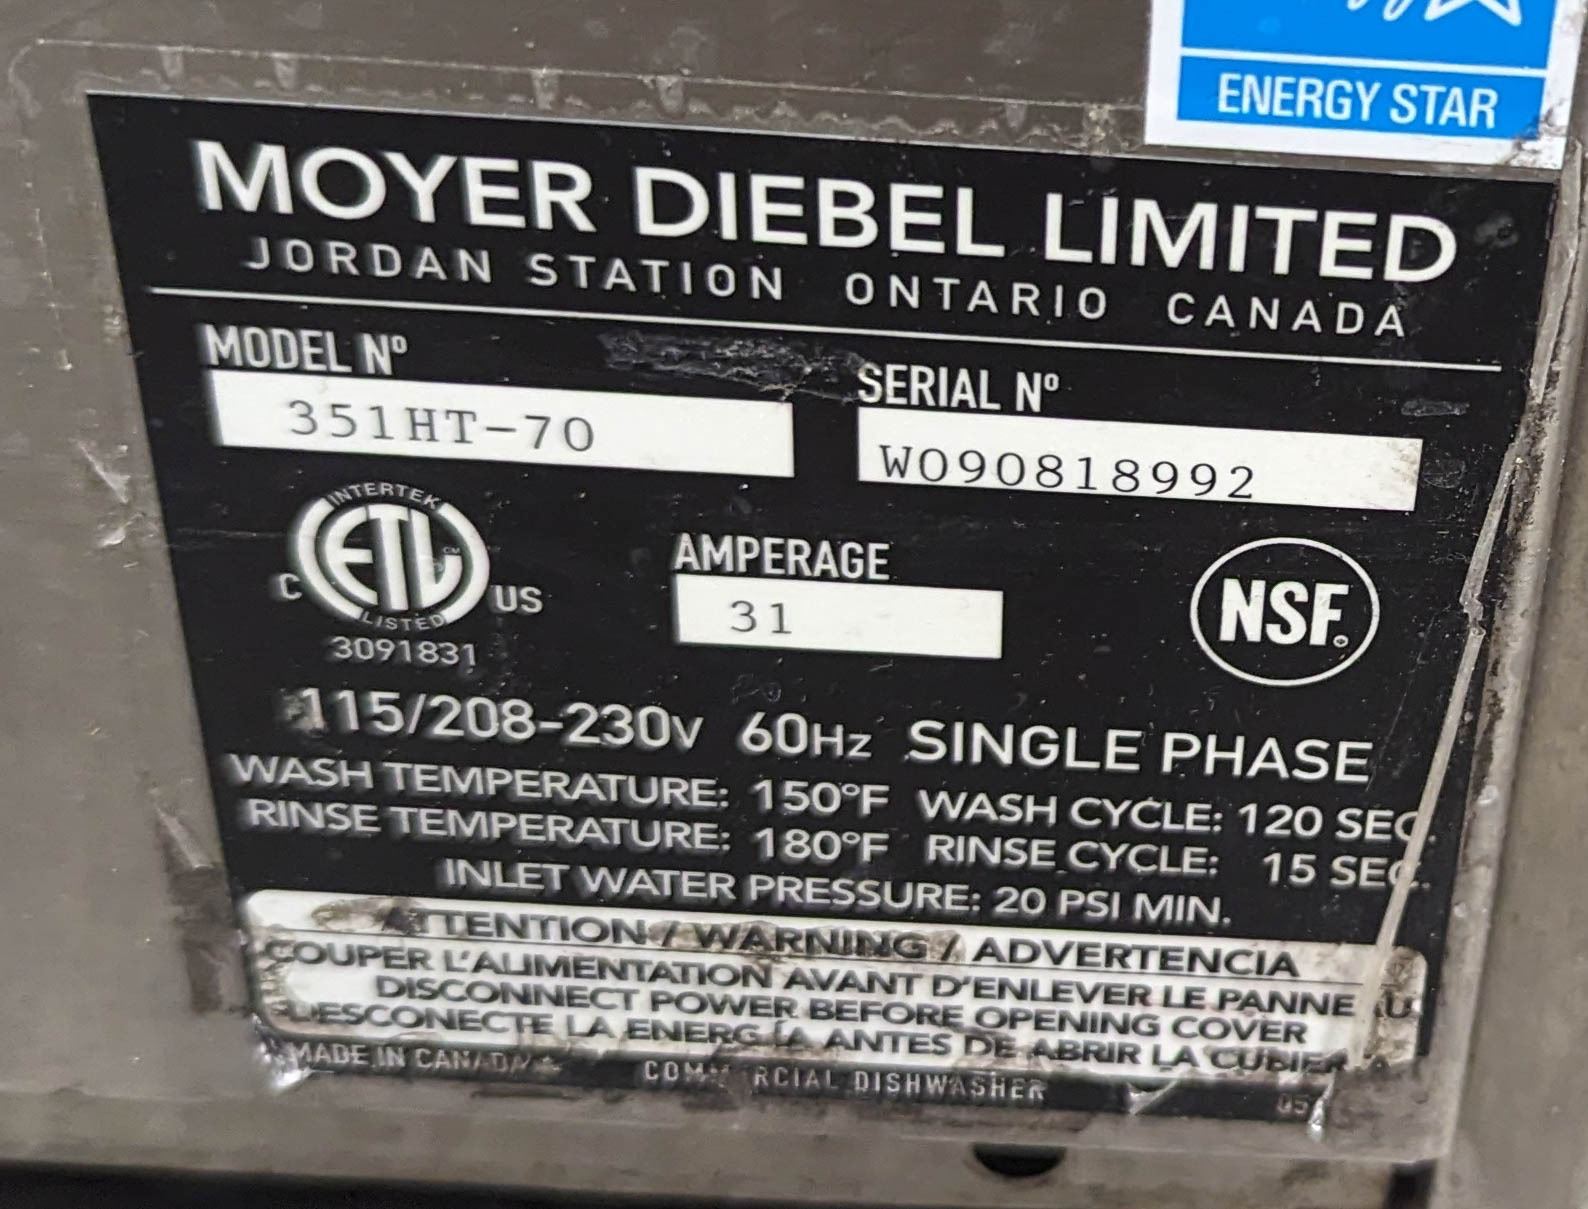 ENERGY STAR
MOYER DIEBEL LIMITED
JORDAN STATION ONTARIO CANADA
MODEL Nº
SERIAL Nº
351HT-70
W090818992
INTERTEK
ETL CM
C US
LISTED
3091831
AMPERAGE
31
NSF®
115/208-230V 60HZ SINGLE PHASE
WASH TEMPERATURE: 150°F WASH CYCLE: 120 SEC.
RINSE TEMPERATURE: 180°F RINSE CYCLE: 15 SEC.
INLET WATER PRESSURE: 20 PSI MIN.
ATTENTION / WARNING / ADVERTENCIA
COUPER L'ALIMENTATION AVANT D'ENLEVER LE PANNEAU
DISCONNECT POWER BEFORE OPENING COVER
DESCONECTE LA ENERGIA ANTES DE ABRIR LA CUBIERTA
MADE IN CANADA
COMMERCIAL DISHWASHER